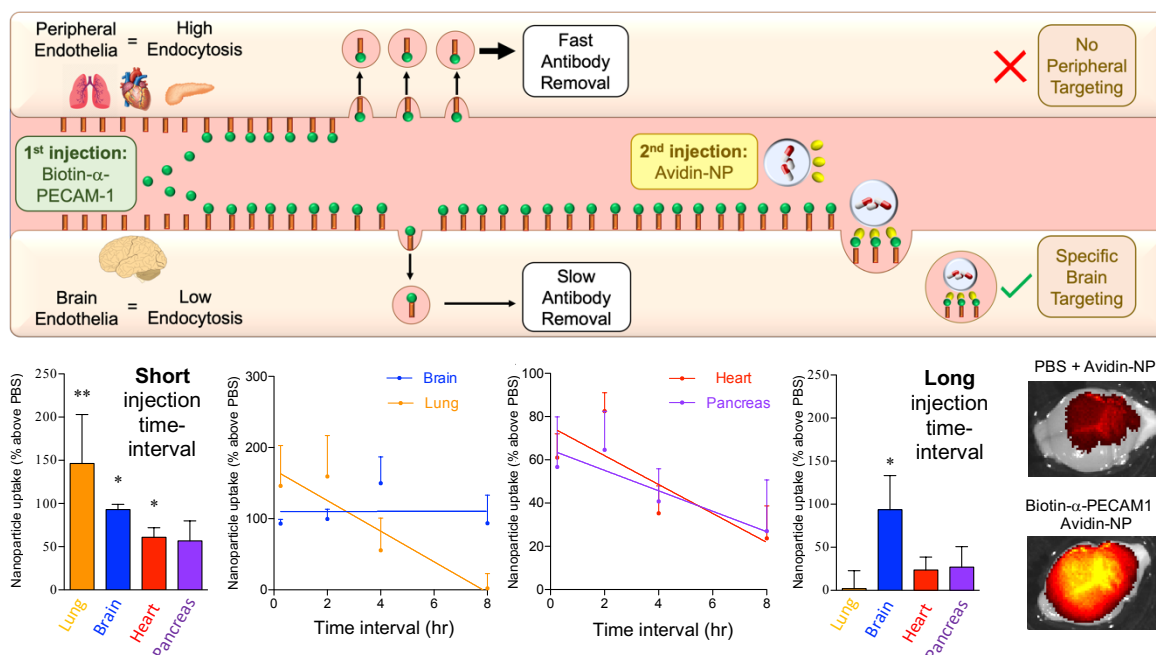 Peripheral Endothelia = High Endocytosis
Fast
Antibody
Removal
No
Peripheral
Targeting
1st injection:
Biotin-α-
PECAM-1
2nd injection:
Avidin-NP
Brain Endothelia = Low Endocytosis
Slow
Antibody
Removal
Specific
Brain
Targeting
Nanoparticle uptake (% above PBS)
250
200
150
100
50
0
**
*
*
Short
injection
time-
interval
Lung
Brain
Heart
Pancreas
Nanoparticle uptake (% above PBS)
300
200
100
0
Brain
Lung
0
2
4
6
8
Time interval (hr)
Nanoparticle uptake (% above PBS)
100
80
60
40
20
0
Heart
Pancreas
0
2
4
6
8
Time interval (hr)
Nanoparticle uptake (% above PBS)
250
200
150
100
50
0
*
Long
injection
time-
interval
Lung
Brain
Heart
Pancreas
PBS + Avidin-NP
Biotin-α-PECAM1
Avidin-NP